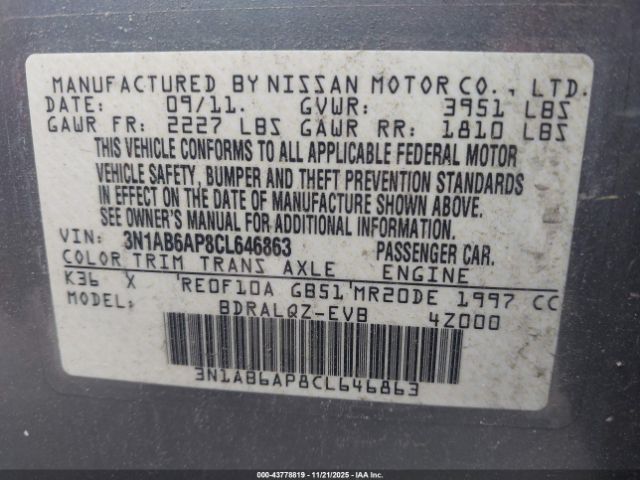 MANUFACTURED BY NISSAN MOTOR CO., LTD.
DATE: 09/11. GVWR: 3951 LBS
GAWR FR: 2227 LBS GAWR RR: 1810 LBS
THIS VEHICLE CONFORMS TO ALL APPLICABLE FEDERAL MOTOR
VEHICLE SAFETY, BUMPER AND THEFT PREVENTION STANDARDS
IN EFFECT ON THE DATE OF MANUFACTURE SHOWN ABOVE.
SEE OWNER'S MANUAL FOR ADDITIONAL INFORMATION.
VIN: 3N1AB6AP8CL646863 PASSENGER CAR.
COLOR TRIM TRANS AXLE ENGINE
K36 X 'RE0F10A GB51'MR20DE 1997 CC
MODEL: BDRALQZ-EVB 4Z000
3N1AB6AP8CL646863
000-43778819 - 11/21/2025 - IAA Inc.